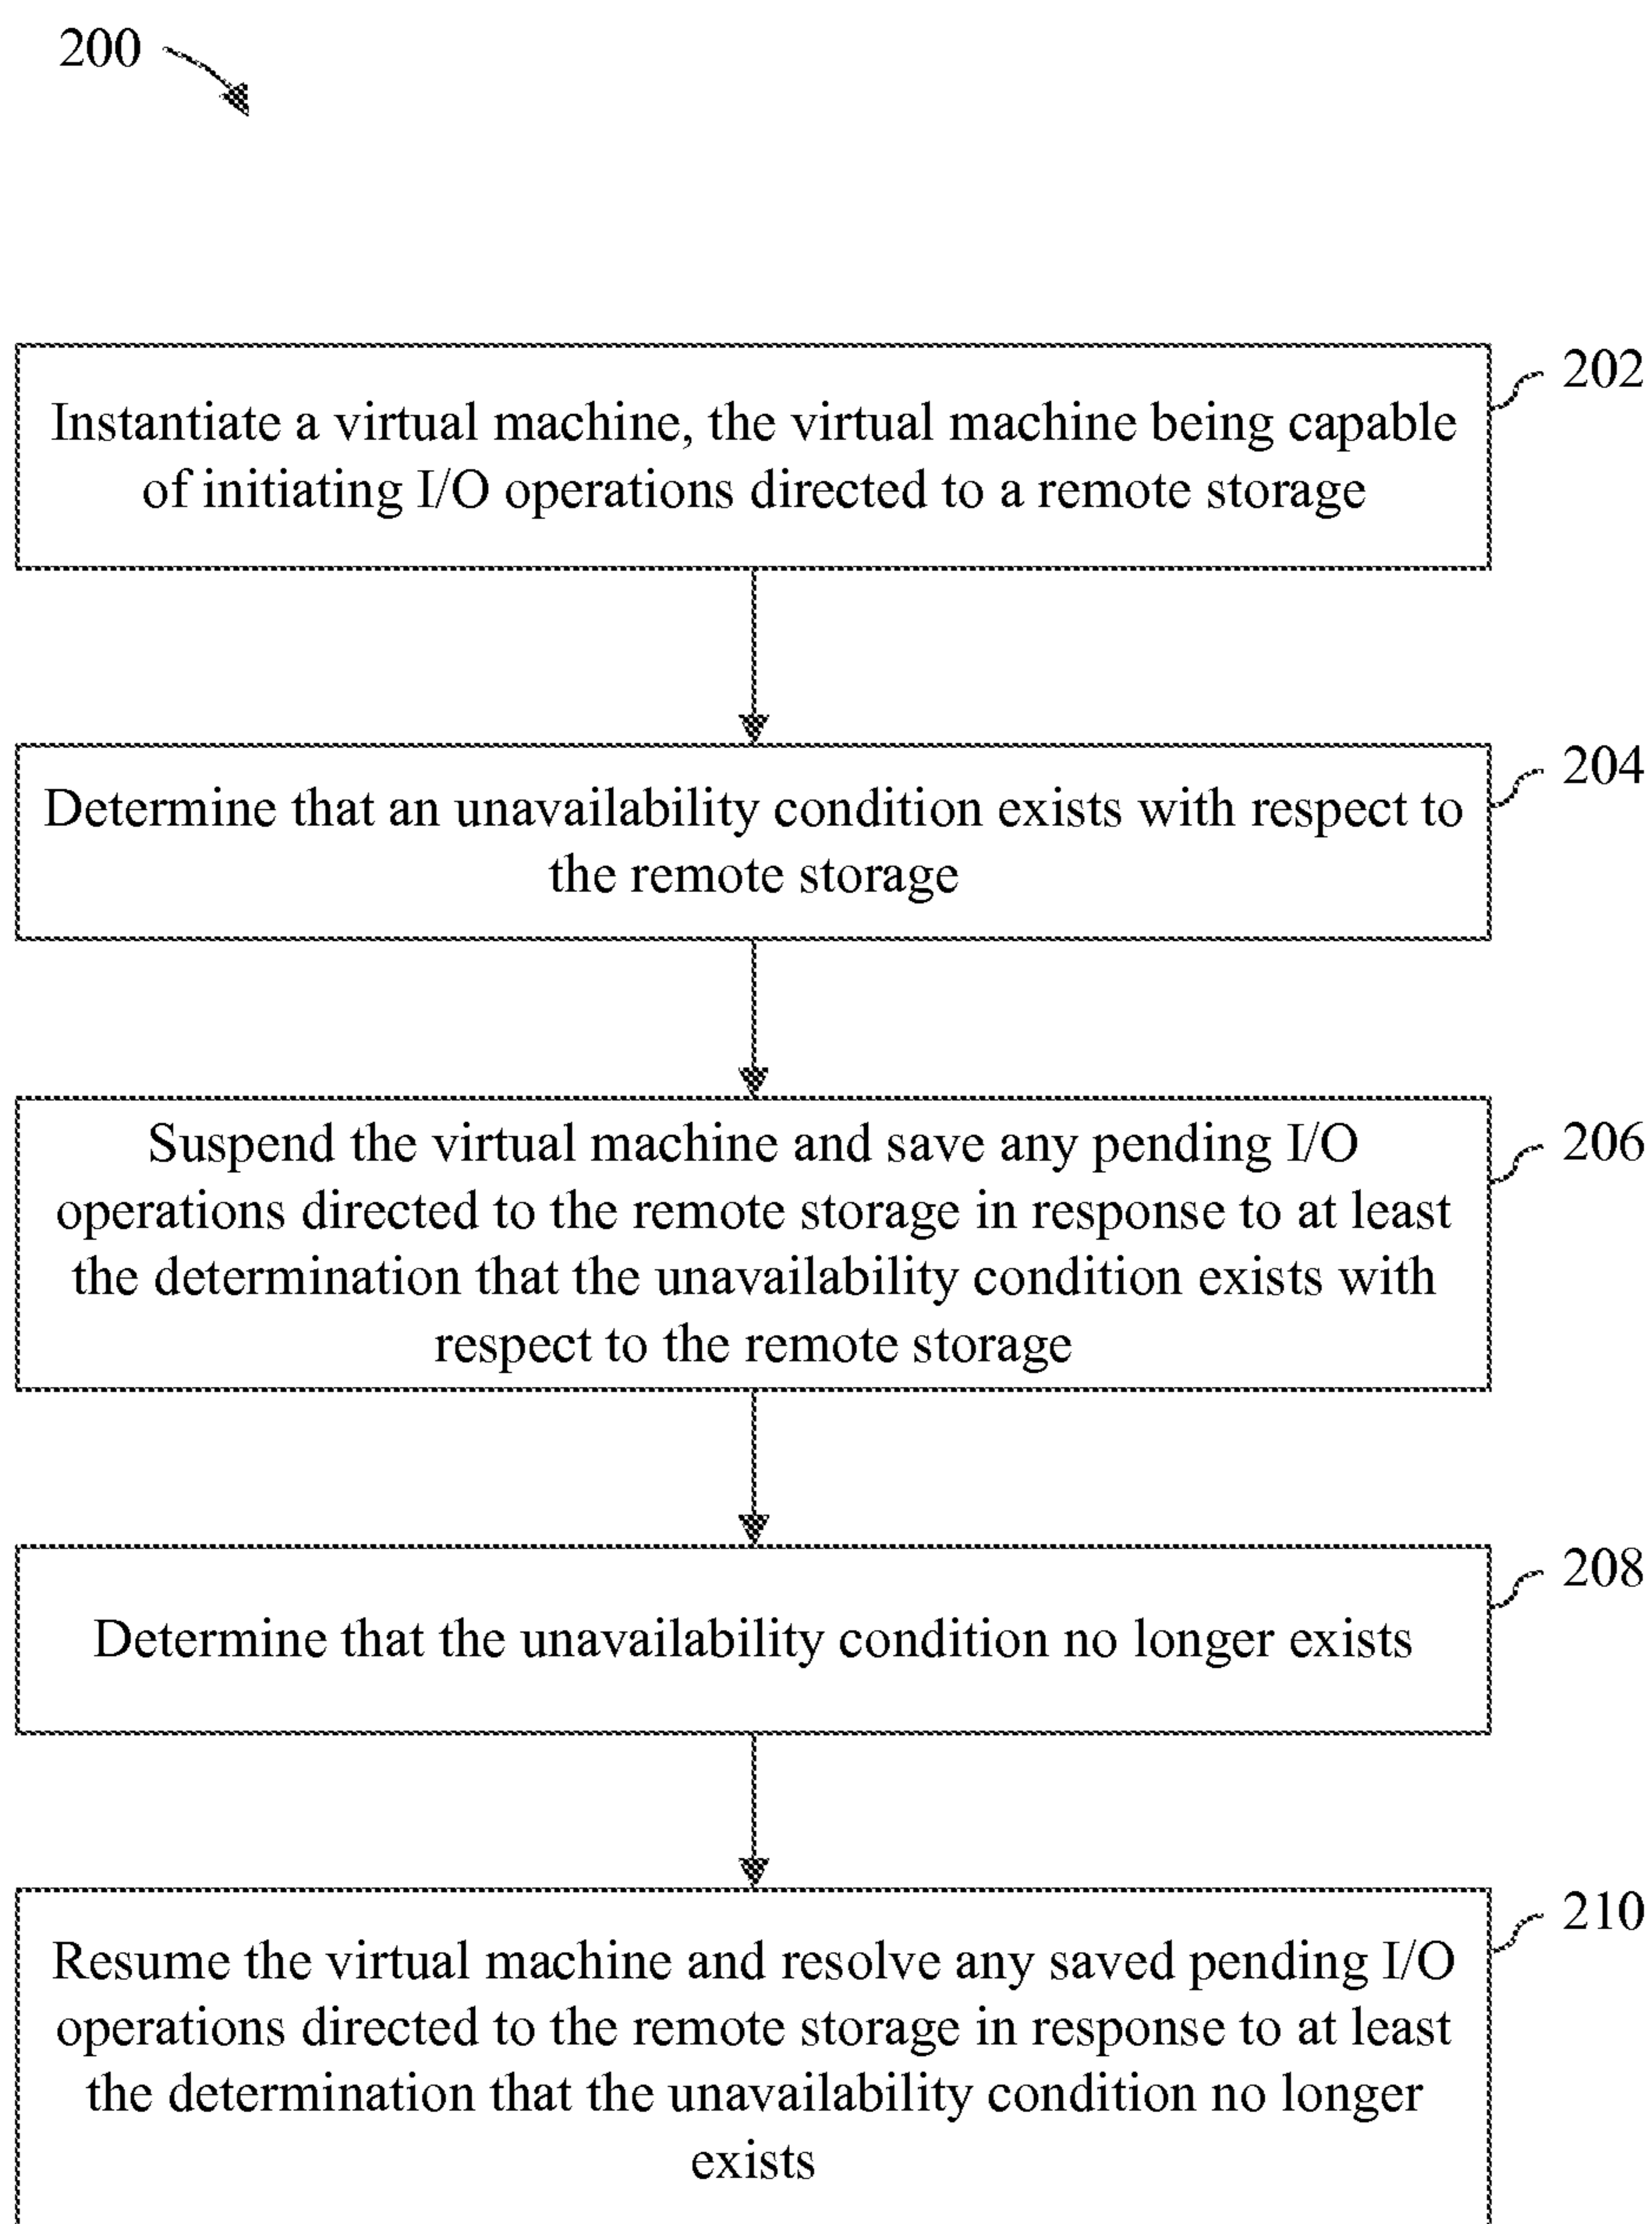 200
202
Instantiate a virtual machine, the virtual machine being capable
of initiating I/O operations directed to a remote storage
204
Determine that an unavailability condition exists with respect to
the remote storage
206
Suspend the virtual machine and save any pending I/O
operations directed to the remote storage in response to at least
the determination that the unavailability condition exists with
respect to the remote storage
208
Determine that the unavailability condition no longer exists
210
Resume the virtual machine and resolve any saved pending I/O
operations directed to the remote storage in response to at least
the determination that the unavailability condition no longer
exists